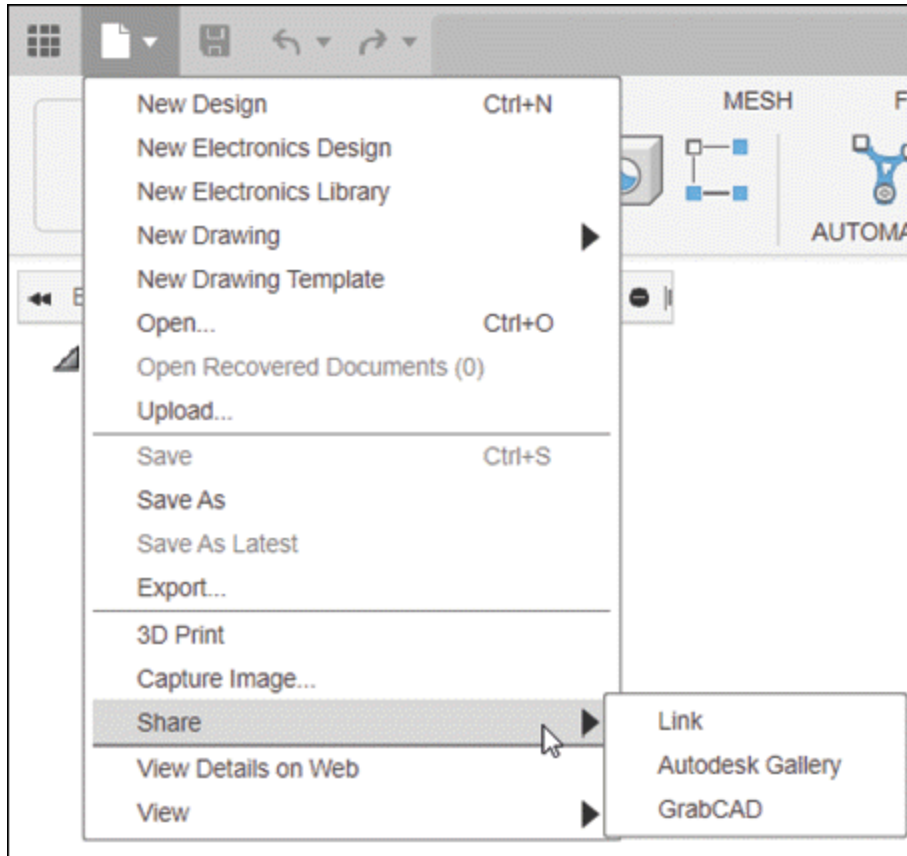 MESH
F
AUTOMA
E
New Design Ctrl+N
New Electronics Design
New Electronics Library
New Drawing
New Drawing Template
Open... Ctrl+O
Open Recovered Documents (0)
Upload...
Save Ctrl+S
Save As
Save As Latest
Export...
3D Print
Capture Image...
Share
View Details on Web
View
Link
Autodesk Gallery
GrabCAD